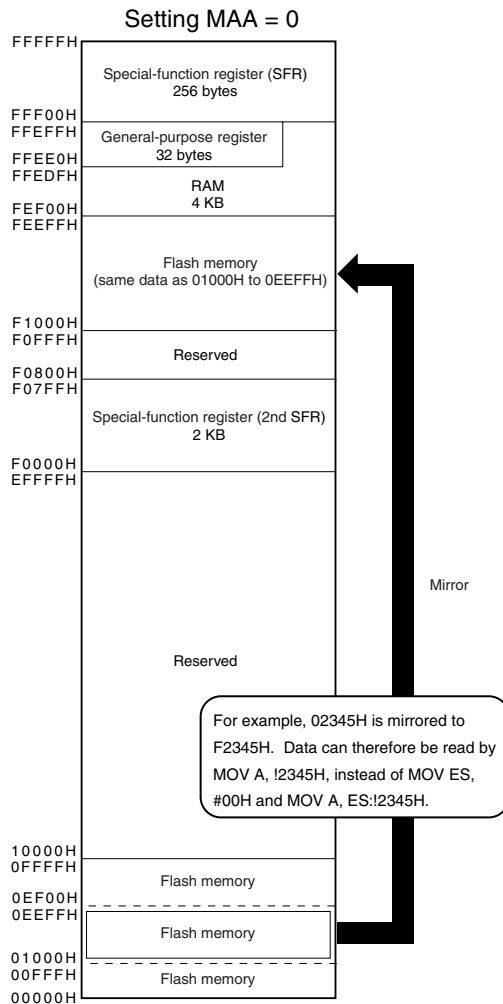 Setting MAA = 0
FFFFFH
Special-function register (SFR)
256 bytes
FFF00H
FFEFFH
General-purpose register
32 bytes
FFEE0H
FFEDFH
RAM
4 KB
FEF00H
FEEFFH
Flash memory
(same data as 01000H to 0EEFFH)
F1000H
F0FFFH
Reserved
F0800H
F07FFH
Special-function register (2nd SFR)
2 KB
F0000H
EFFFFH
Mirror
Reserved
For example, 02345H is mirrored to
F2345H. Data can therefore be read by
MOV A, !2345H, instead of MOV ES,
#00H and MOV A, ES:!2345H.
10000H
0FFFFH
Flash memory
0EF00H
0EEFFH
Flash memory
01000H
00FFFH
Flash memory
00000H